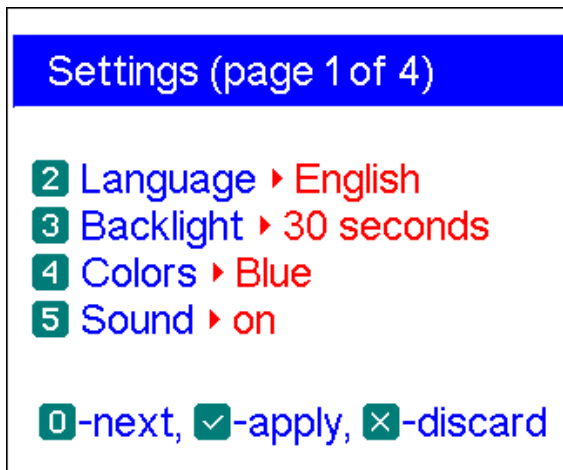 Settings (page 1 of 4)
2 Language ▸ English
3 Backlight ▸ 30 seconds
4 Colors ▸ Blue
5 Sound ▸ on
0-next, ✓-apply, ✕-discard